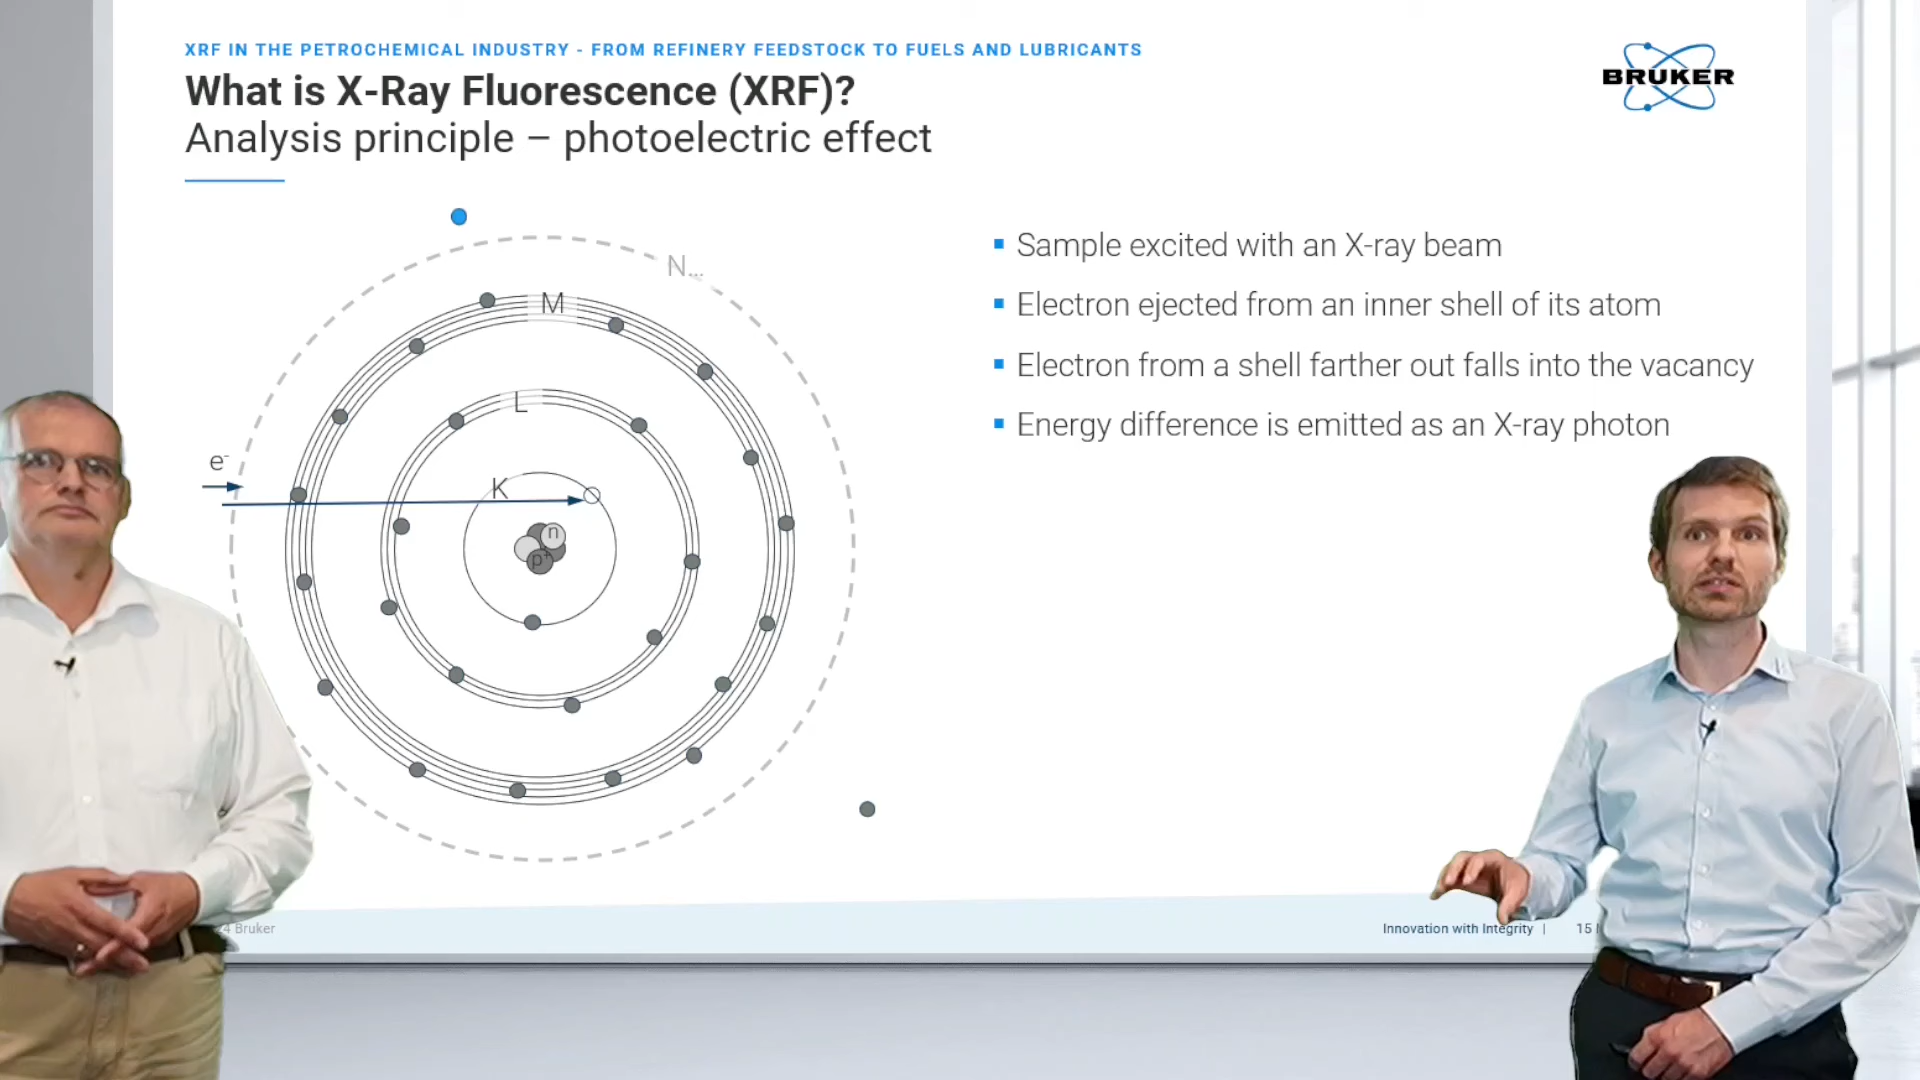 XRF IN THE PETROCHEMICAL INDUSTRY - FROM REFINERY FEEDSTOCK TO FUELS AND LUBRICANTS
What is X-Ray Fluorescence (XRF)?
Analysis principle – photoelectric effect
BRUKER
N...
M
L
K
e-
n
p+
▪ Sample excited with an X-ray beam
▪ Electron ejected from an inner shell of its atom
▪ Electron from a shell farther out falls into the vacancy
▪ Energy difference is emitted as an X-ray photon
Bruker
Innovation with Integrity | 15